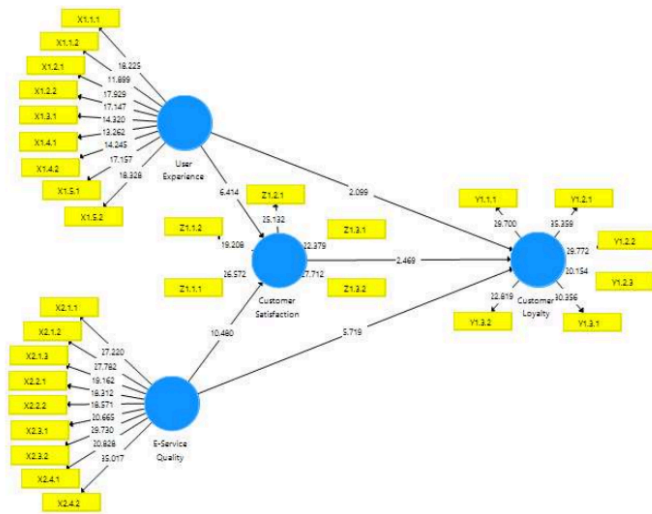 X1.1.1
X1.1.2
X1.2.1
X1.2.2
X1.3.1
X1.4.1
X1.4.2
X1.5.1
X1.5.2
18.225
11.899
17.929
17.147
14.320
13.262
14.245
17.157
18.328
User
Experience
6.414
2.099
Z1.2.1
25.132
Z1.1.2
19.208
Z1.3.1
22.379
Z1.1.1
26.572
Z1.3.2
27.712
Customer
Satisfaction
2.469
Y1.1.1
29.700
Y1.2.1
35.359
Y1.2.2
29.772
Y1.2.3
20.154
Y1.3.2
22.819
Y1.3.1
30.356
Customer
Loyalty
10.480
5.719
X2.1.1
X2.1.2
X2.1.3
X2.2.1
X2.2.2
X2.3.1
X2.3.2
X2.4.1
X2.4.2
27.220
27.782
19.162
18.312
18.571
20.665
29.730
20.828
35.017
E-Service
Quality